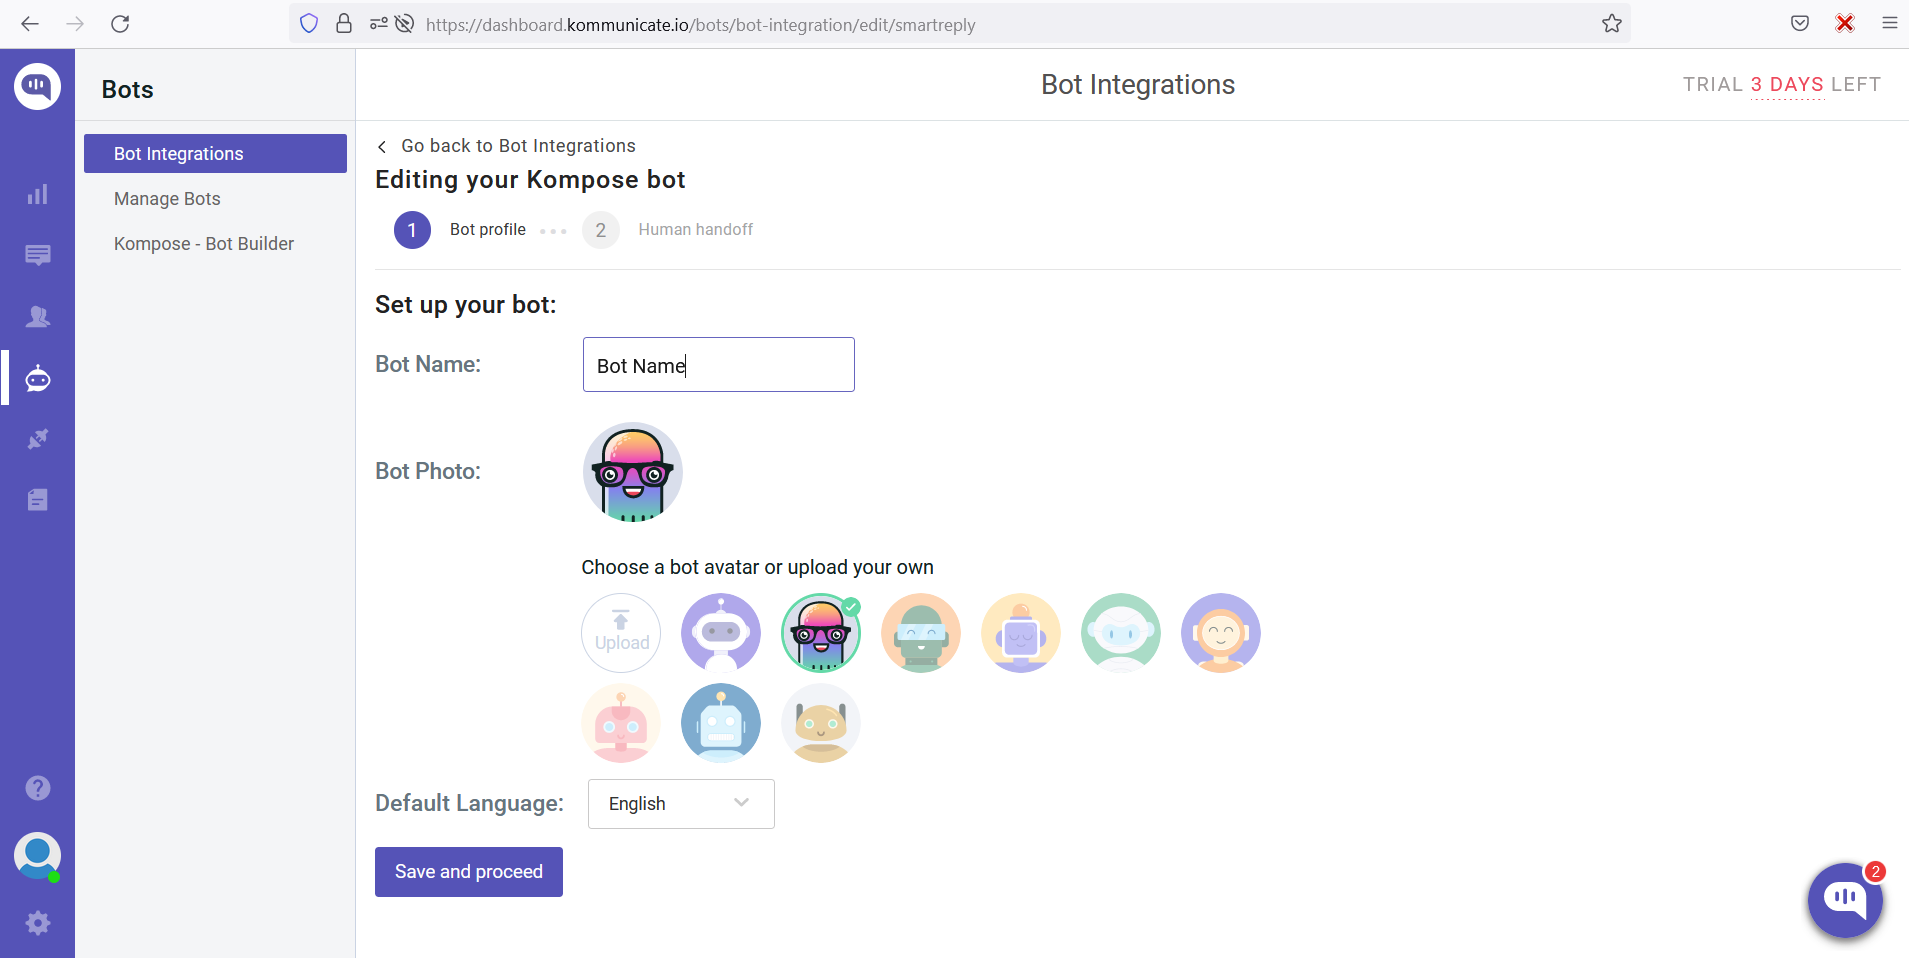 https://dashboard.kommunicate.io/bots/bot-integration/edit/smartreply
Bots
Bot Integrations
TRIAL 3 DAYS LEFT
Bot Integrations
Manage Bots
Kompose - Bot Builder
Go back to Bot Integrations
Editing your Kompose bot
1 Bot profile 2 Human handoff
Set up your bot:
Bot Name: Bot Name
Bot Photo:
Choose a bot avatar or upload your own
Upload
Default Language: English
Save and proceed
2